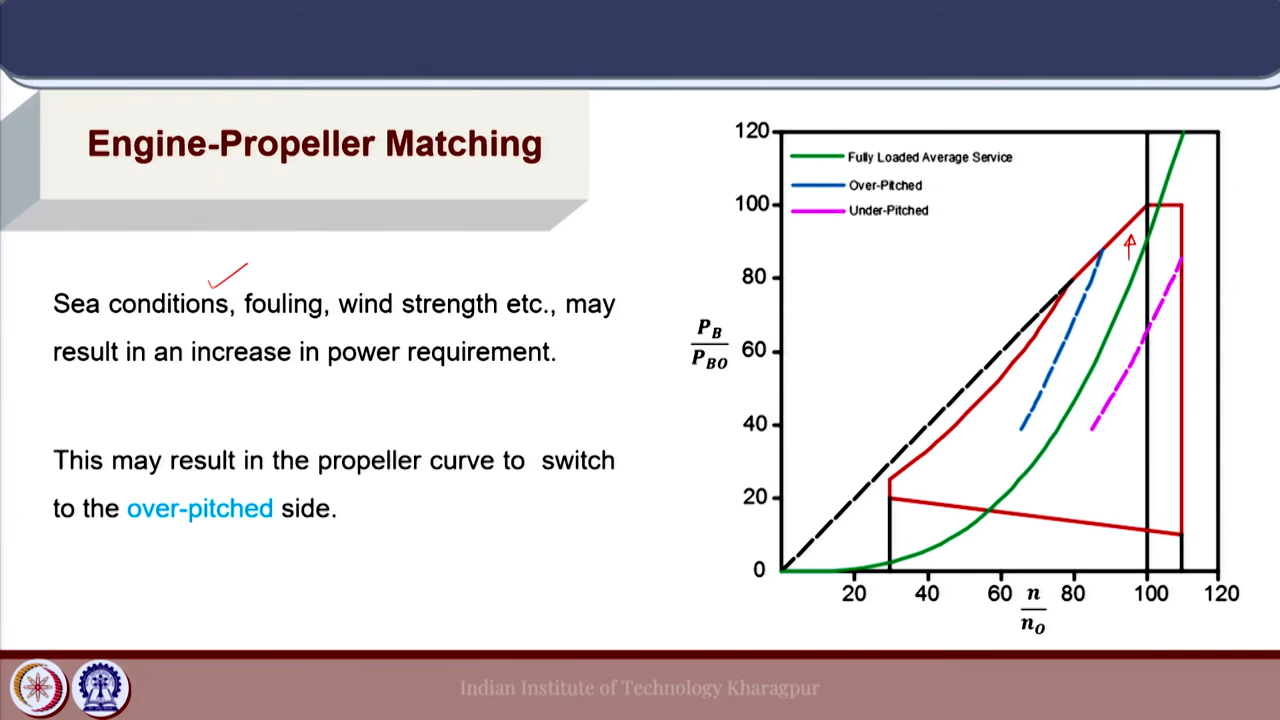 Engine-Propeller Matching
Sea conditions, fouling, wind strength etc., may
result in an increase in power requirement.
This may result in the propeller curve to switch
to the over-pitched side.
120
100
80
60
40
20
0
P_B
P_BO
Fully Loaded Average Service
Over-Pitched
Under-Pitched
20 40 60 n 80 100 120
n_O
Indian Institute of Technology Kharagpur